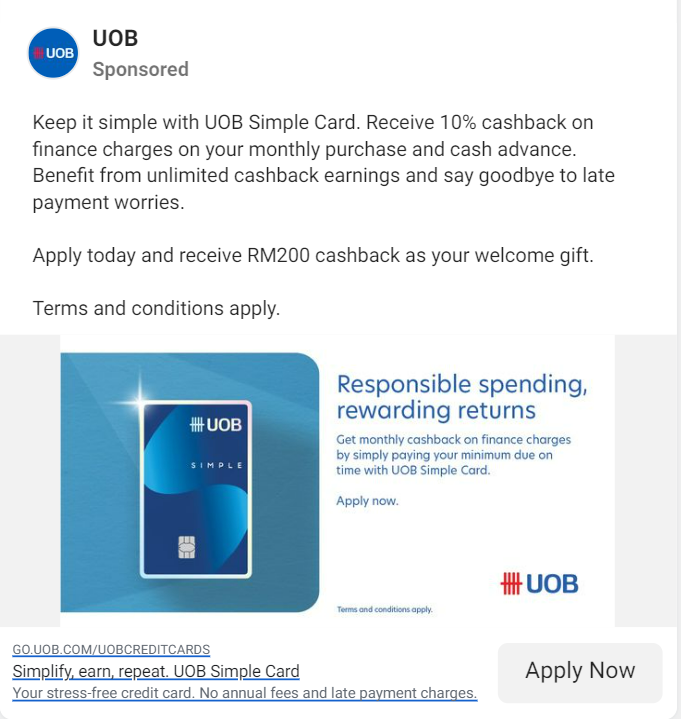 UOB
UOB
Sponsored
Keep it simple with UOB Simple Card. Receive 10% cashback on
finance charges on your monthly purchase and cash advance.
Benefit from unlimited cashback earnings and say goodbye to late
payment worries.
Apply today and receive RM200 cashback as your welcome gift.
Terms and conditions apply.
UOB
SIMPLE
Responsible spending,
rewarding returns
Get monthly cashback on finance charges
by simply paying your minimum due on
time with UOB Simple Card.
Apply now.
UOB
Terms and conditions apply.
GO.UOB.COM/UOBCREDITCARDS
Simplify, earn, repeat. UOB Simple Card
Your stress-free credit card. No annual fees and late payment charges.
Apply Now